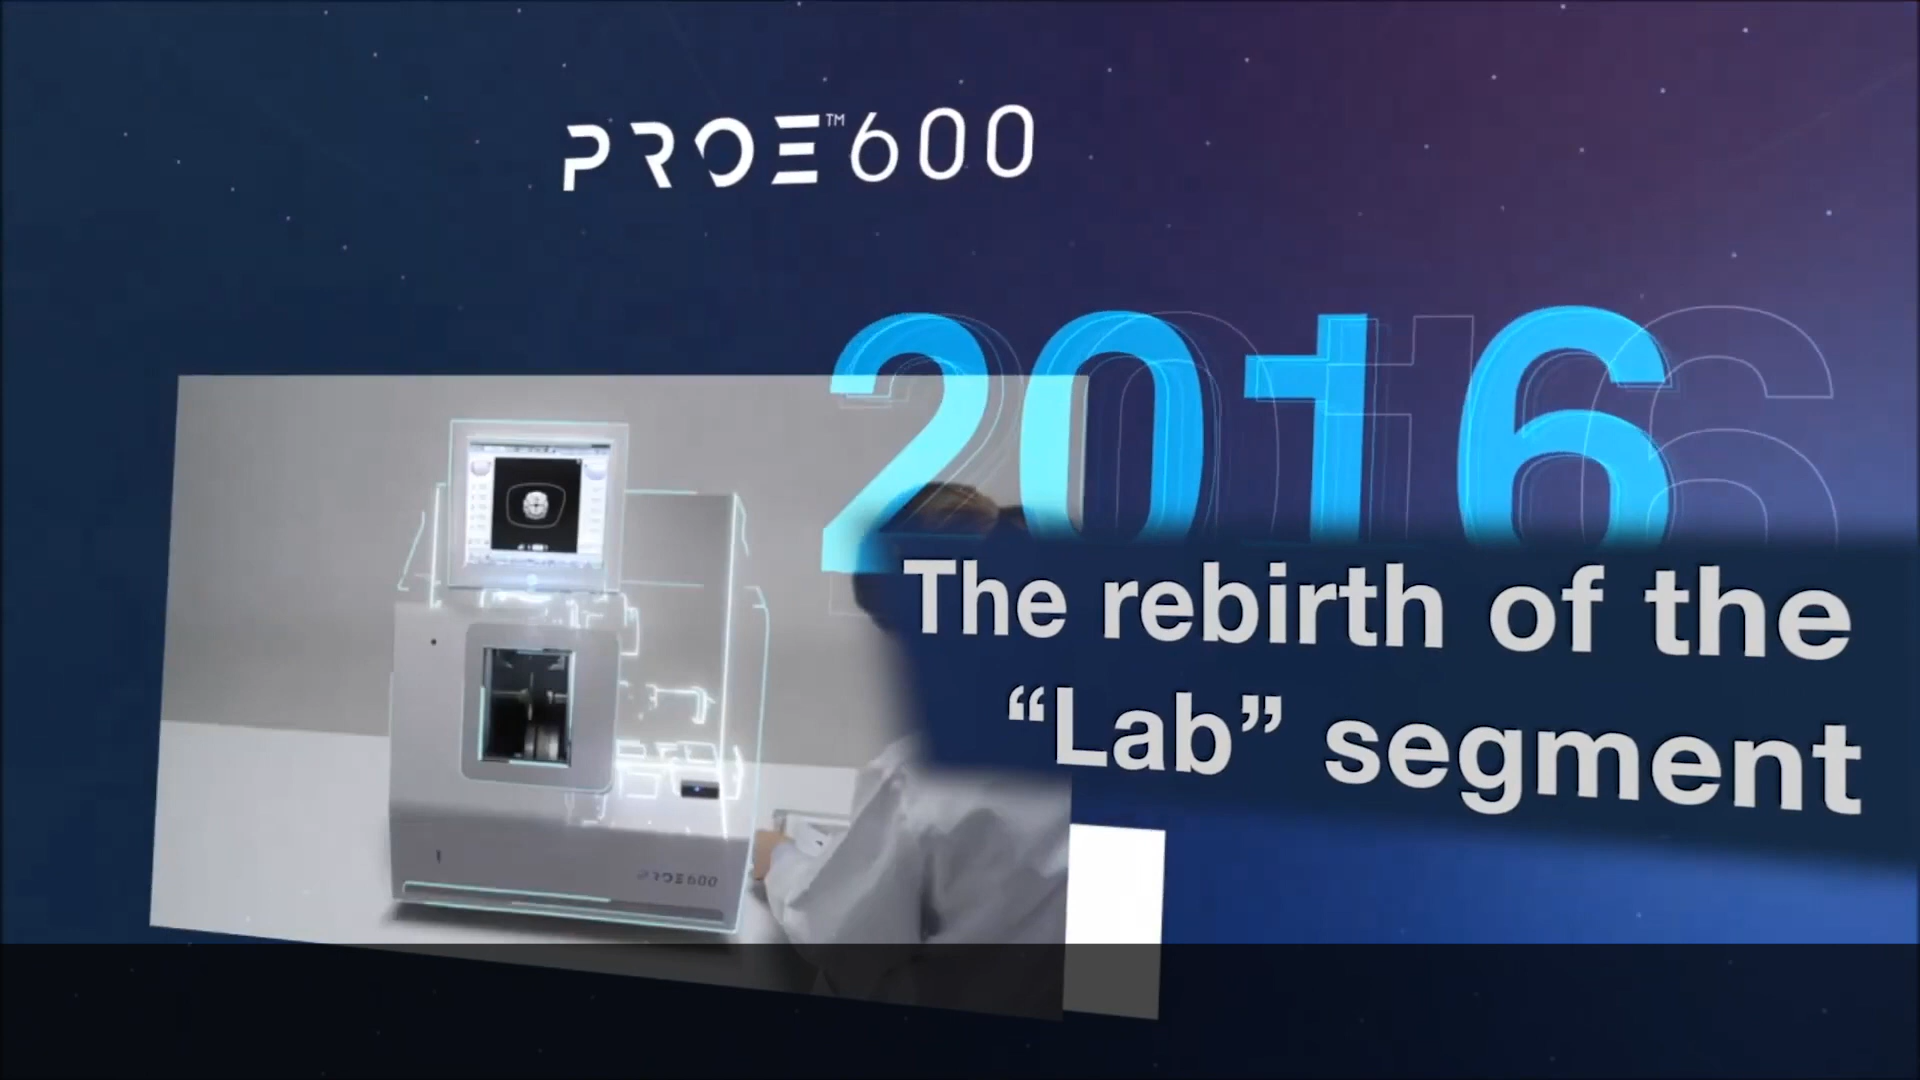 PROE™600
2016
The rebirth of the
“Lab” segment
PROE600